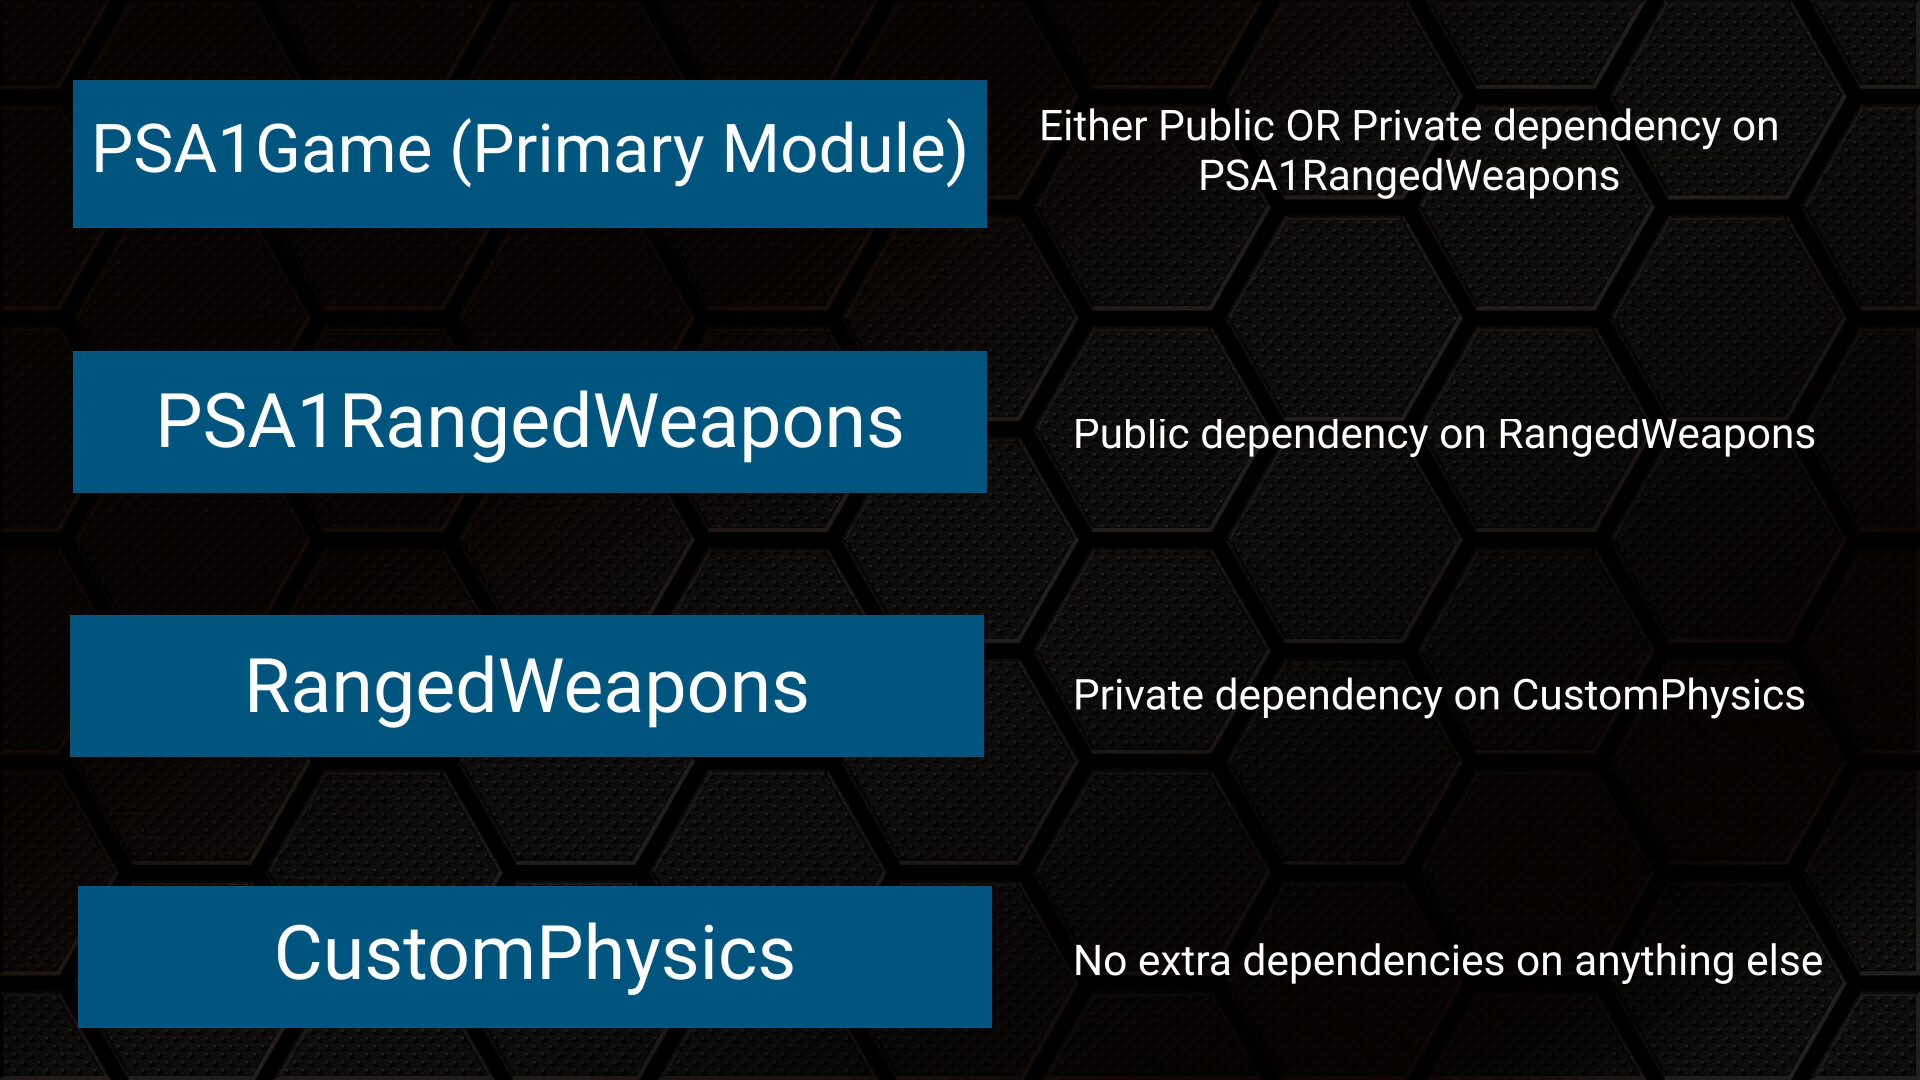 PSA1Game (Primary Module)
Either Public OR Private dependency on
PSA1RangedWeapons
PSA1RangedWeapons
Public dependency on RangedWeapons
RangedWeapons
Private dependency on CustomPhysics
CustomPhysics
No extra dependencies on anything else